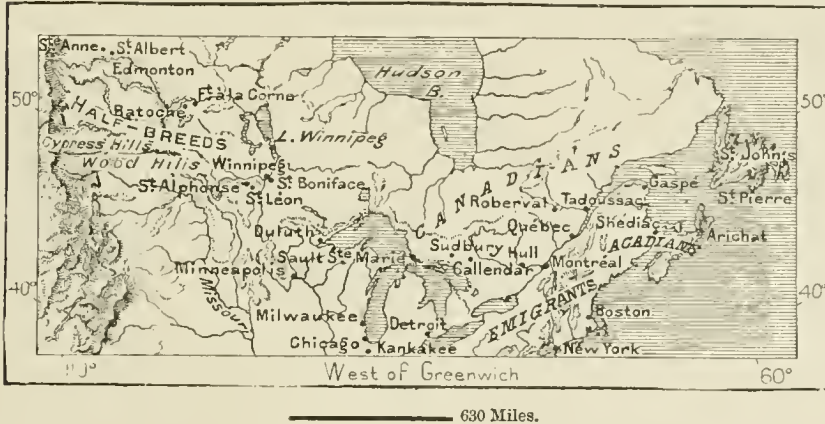 Ste Anne
St Albert
Edmonton
Hudson
B.
50°
50°
Ft à la Corne
Batoche
HALF-BREEDS
L. Winnipeg
Cypress Hills
Wood Hills
Winnipeg
CANADIANS
St John's
St Alphonse
St Boniface
Gaspé
Roberval
Tadoussac
St Pierre
St Léon
Québec
Shédiac
Duluth
ACADIANS
Arichat
Sudbury
Hull
Sault Ste Marie
Minneapolis
Callendar
Montréal
40°
40°
Missouri
EMIGRANTS
Milwaukee
Boston
Detroit
Chicago
Kankakee
New York
West of Greenwich
60°
630 Miles.